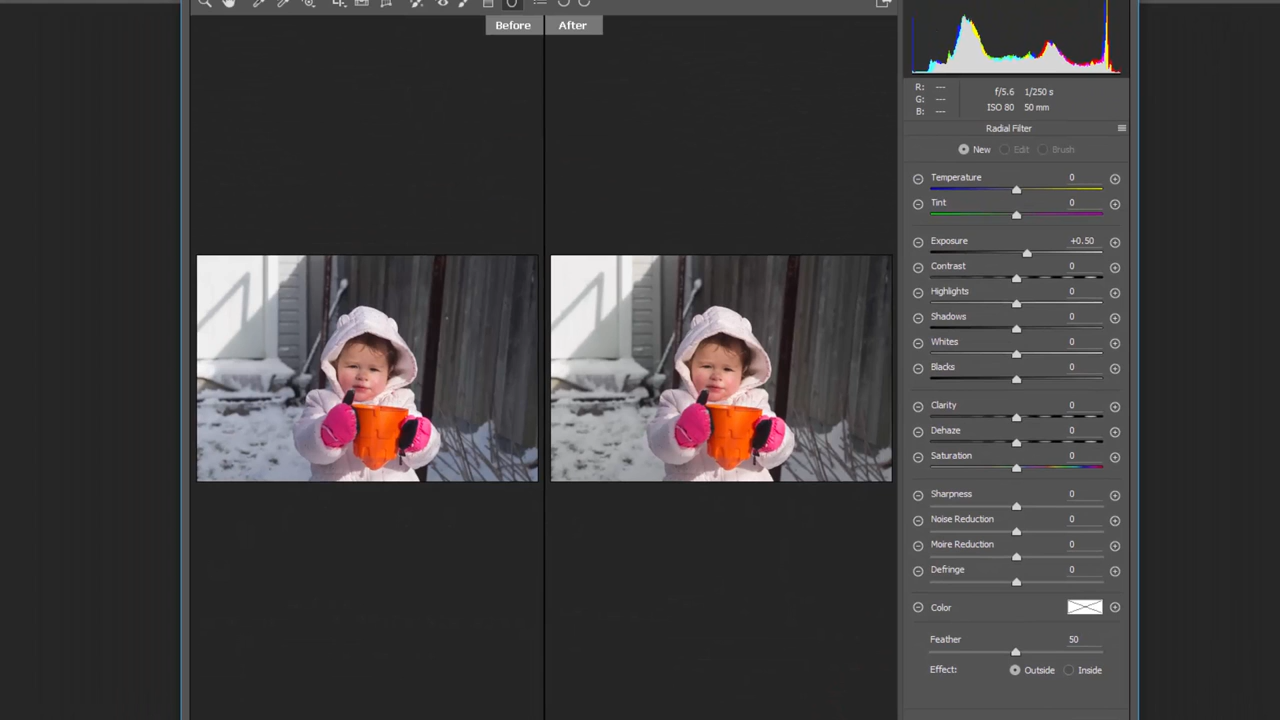 Before After
R: ---
G: ---
B: ---
f/5.6 1/250 s
ISO 80 50 mm
Radial Filter
New Edit Brush
Temperature 0
Tint 0
Exposure +0.50
Contrast 0
Highlights 0
Shadows 0
Whites 0
Blacks 0
Clarity 0
Dehaze 0
Saturation 0
Sharpness 0
Noise Reduction 0
Moire Reduction 0
Defringe 0
Color
Feather 50
Effect: Outside Inside